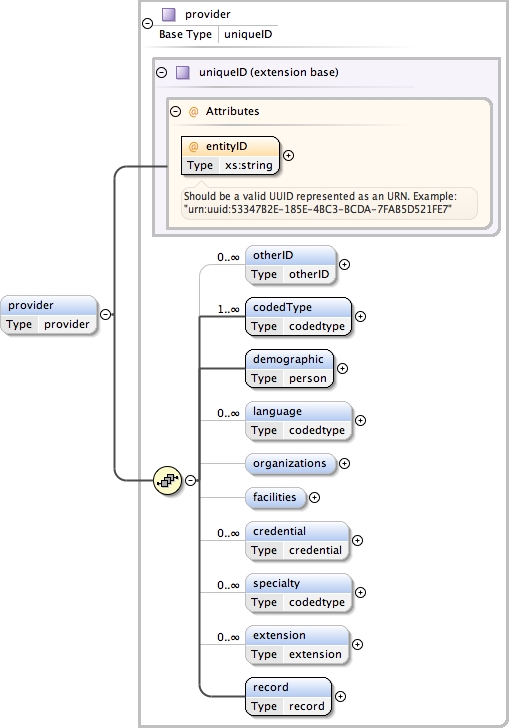 provider
Base Type uniqueID
uniqueID (extension base)
@ Attributes
@ entityID
Type xs:string
Should be a valid UUID represented as an URN. Example:
"urn:uuid:53347B2E-185E-4BC3-BCDA-7FAB5D521FE7"
provider
Type provider
0..∞ otherID
Type otherID
1..∞ codedType
Type codedtype
demographic
Type person
0..∞ language
Type codedtype
organizations
facilities
0..∞ credential
Type credential
0..∞ specialty
Type codedtype
0..∞ extension
Type extension
record
Type record